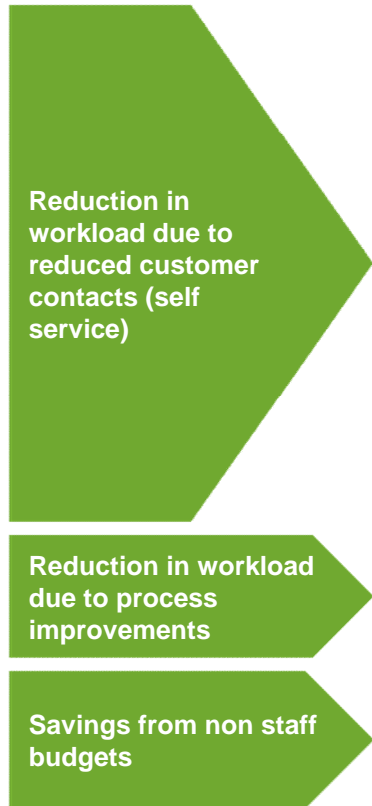 Reduction in
workload due to
reduced customer
contacts (self
service)
Reduction in workload
due to process
improvements
Savings from non staff
budgets